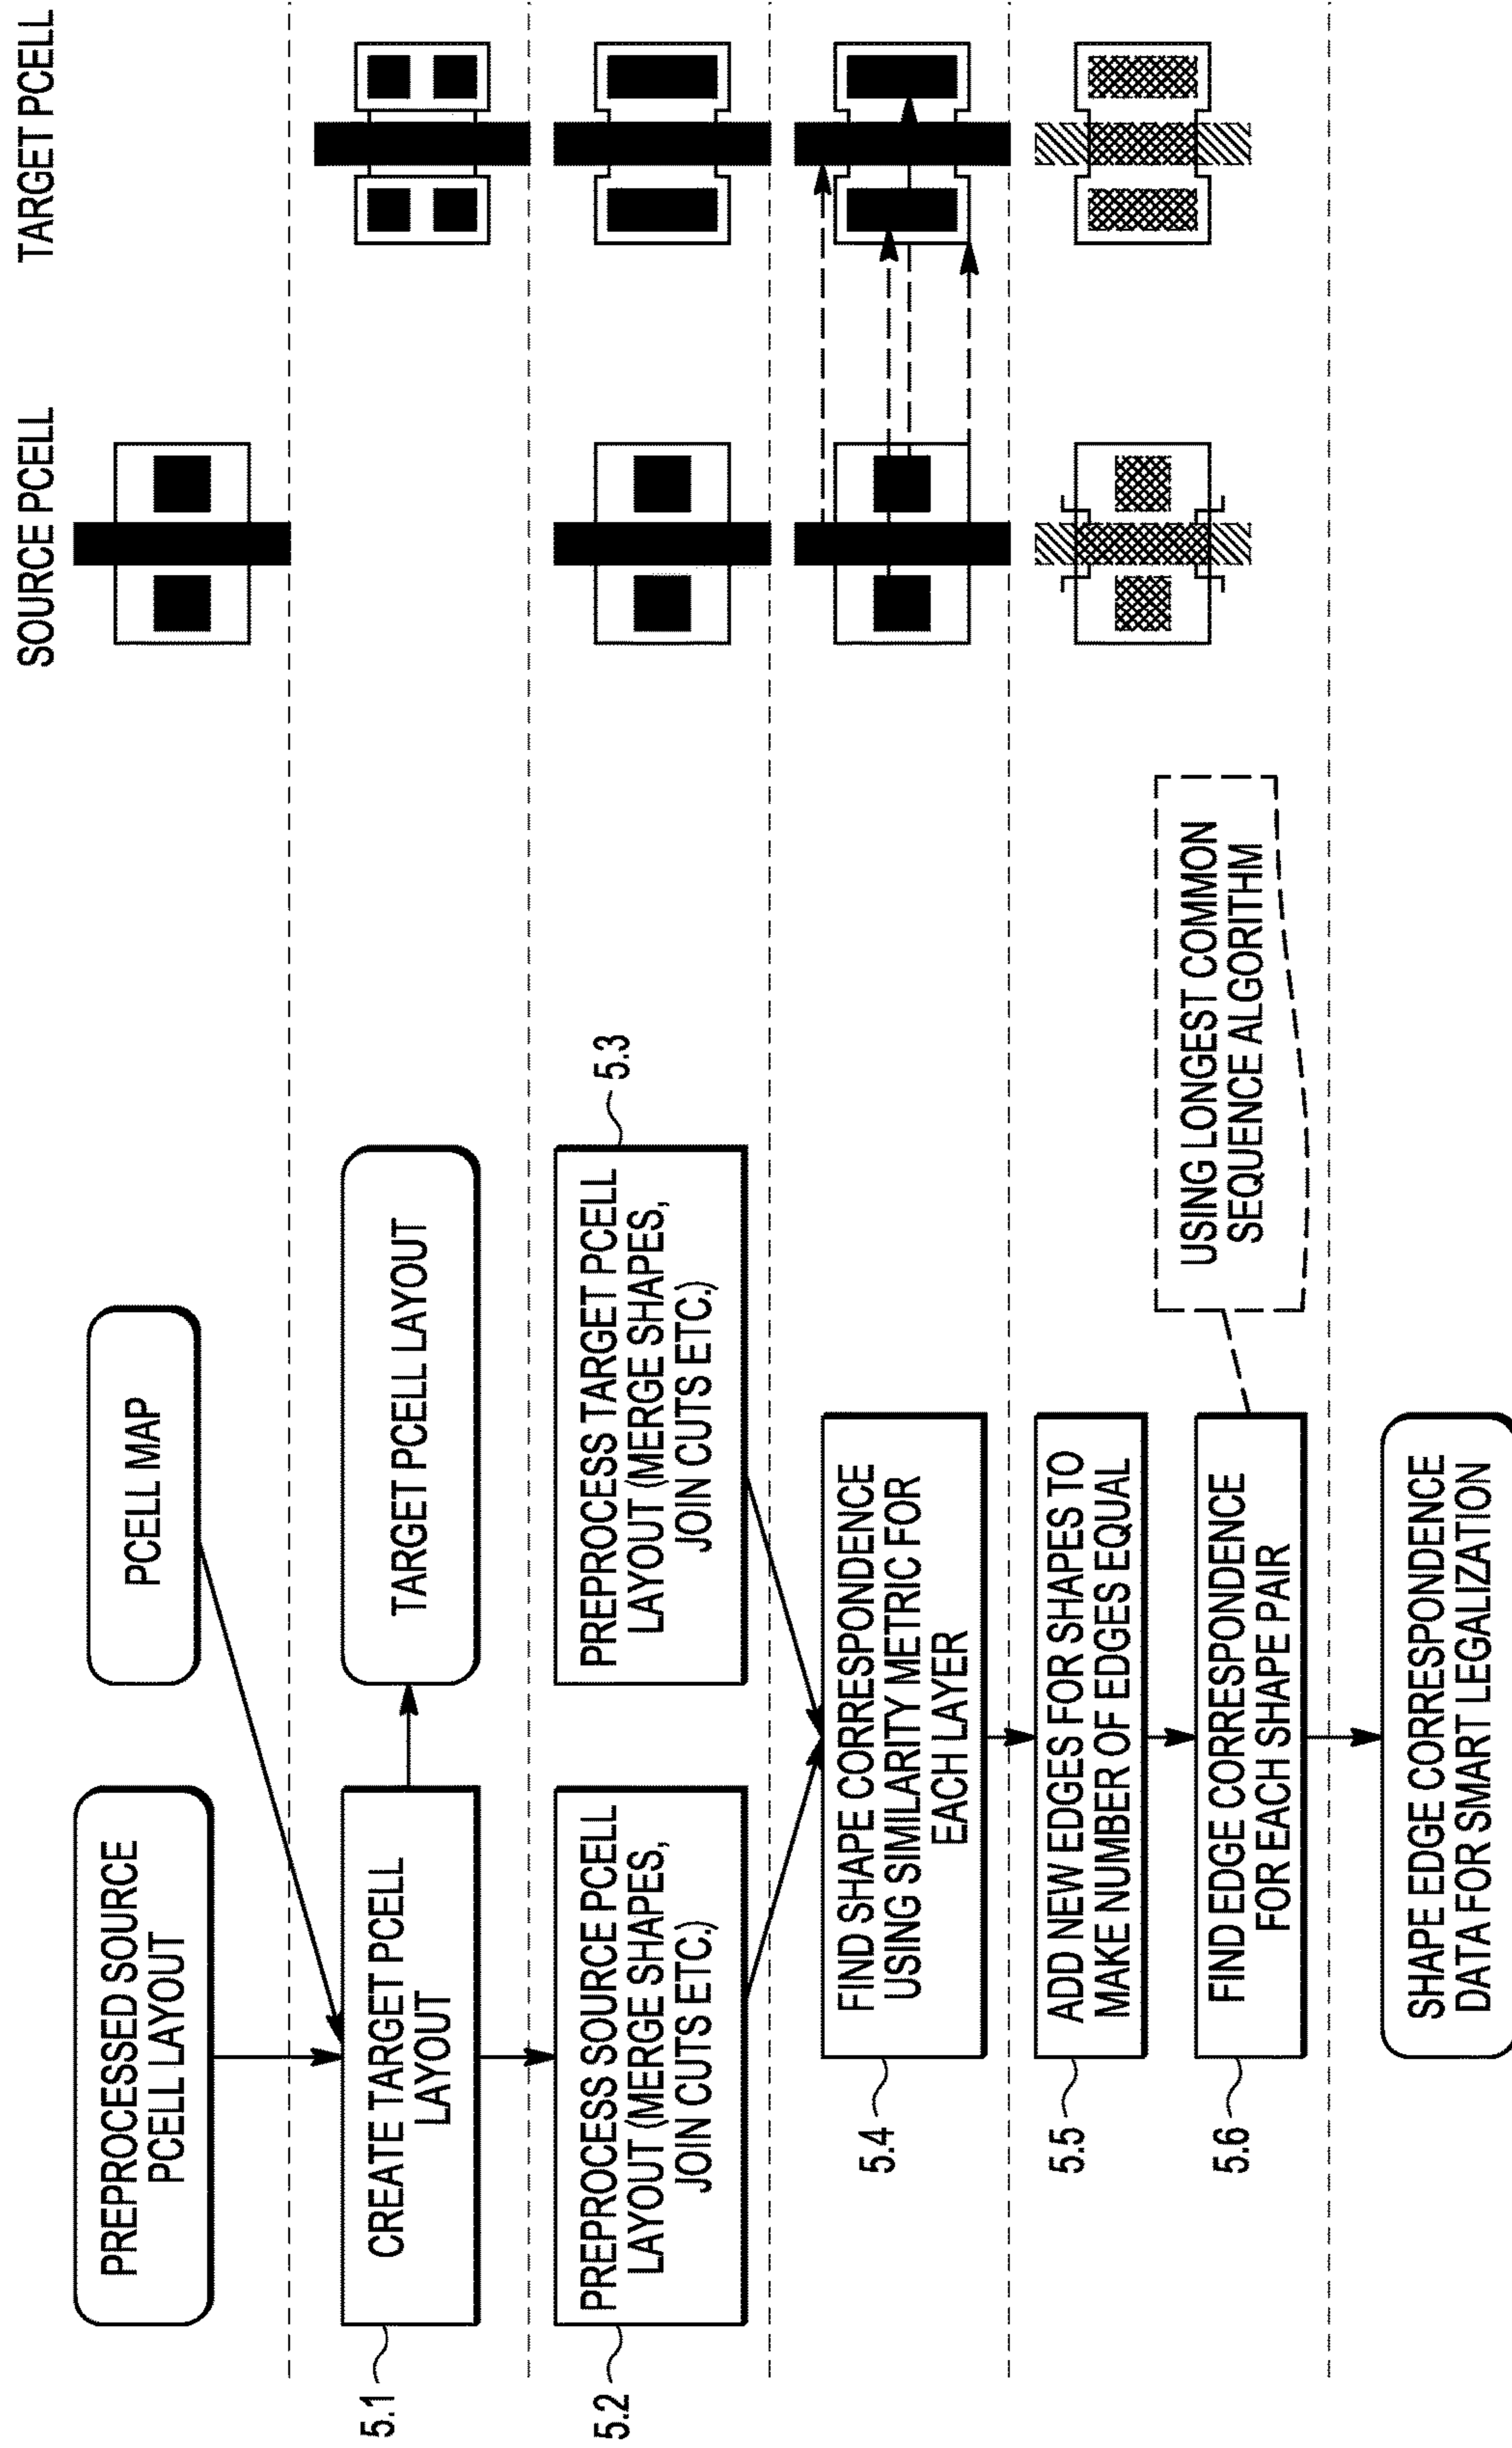 SOURCE PCELL
TARGET PCELL
PREPROCESSED SOURCE
PCELL LAYOUT
PCELL MAP
5.1
CREATE TARGET PCELL
LAYOUT
TARGET PCELL LAYOUT
5.2
PREPROCESS SOURCE PCELL
LAYOUT (MERGE SHAPES,
JOIN CUTS ETC.)
5.3
PREPROCESS TARGET PCELL
LAYOUT (MERGE SHAPES,
JOIN CUTS ETC.)
5.4
FIND SHAPE CORRESPONDENCE
USING SIMILARITY METRIC FOR
EACH LAYER
5.5
ADD NEW EDGES FOR SHAPES TO
MAKE NUMBER OF EDGES EQUAL
5.6
FIND EDGE CORRESPONDENCE
FOR EACH SHAPE PAIR
USING LONGEST COMMON
SEQUENCE ALGORITHM
SHAPE EDGE CORRESPONDENCE
DATA FOR SMART LEGALIZATION